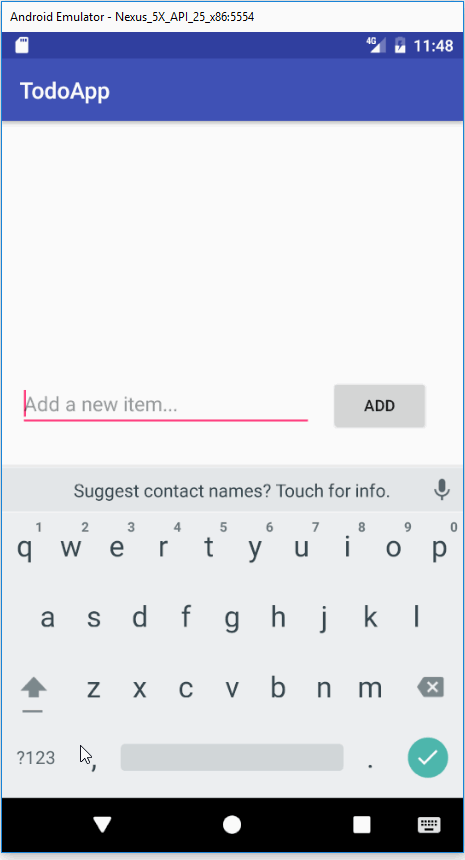 Android Emulator - Nexus_5X_API_25_x86:5554
4G 11:48
TodoApp
Add a new item...
ADD
Suggest contact names? Touch for info.
1 2 3 4 5 6 7 8 9 0
q w e r t y u i o p
a s d f g h j k l
z x c v b n m
?123 , .